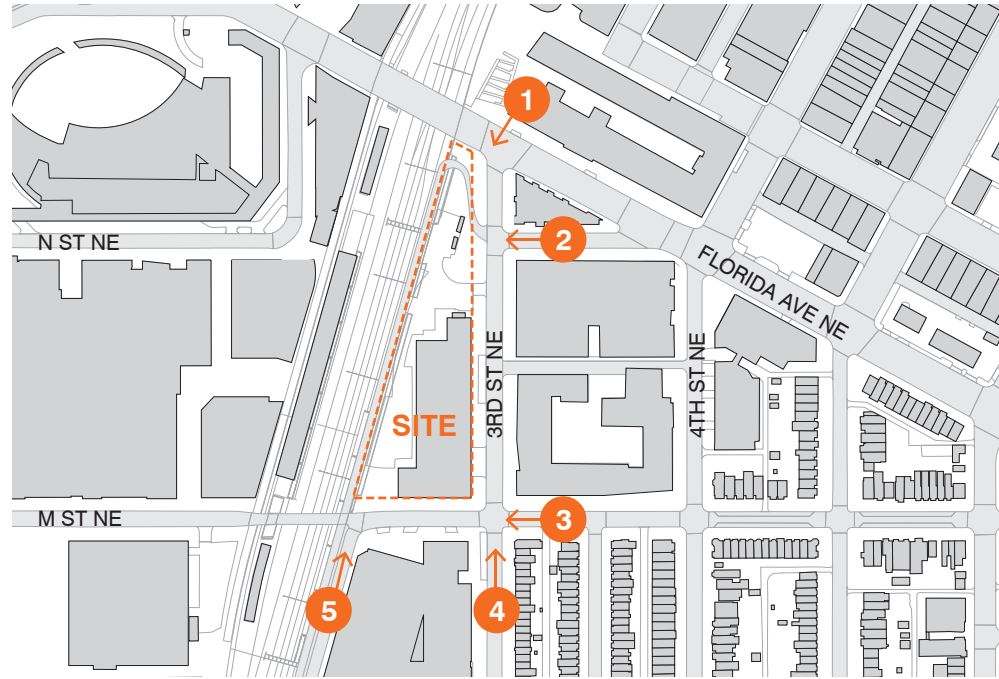 1
2
N ST NE
FLORIDA AVE NE
3RD ST NE
4TH ST NE
SITE
M ST NE
3
5
4